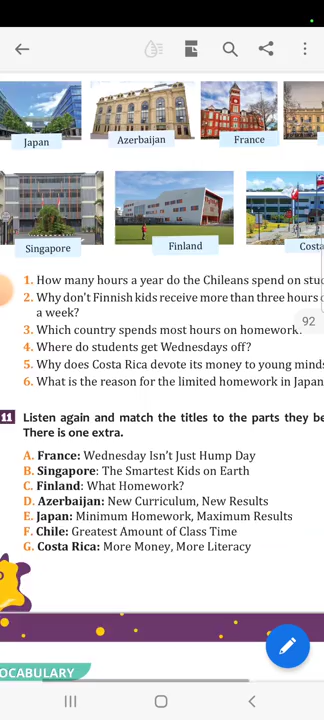 Japan
Azerbaijan
France
Singapore
Finland
Costa
1. How many hours a year do the Chileans spend on stu
2. Why don't Finnish kids receive more than three hours
a week?
92
3. Which country spends most hours on homework.
4. Where do students get Wednesdays off?
5. Why does Costa Rica devote its money to young minds
6. What is the reason for the limited homework in Japan
11 Listen again and match the titles to the parts they be
There is one extra.
A. France: Wednesday Isn't Just Hump Day
B. Singapore: The Smartest Kids on Earth
C. Finland: What Homework?
D. Azerbaijan: New Curriculum, New Results
E. Japan: Minimum Homework, Maximum Results
F. Chile: Greatest Amount of Class Time
G. Costa Rica: More Money, More Literacy
OCABULARY